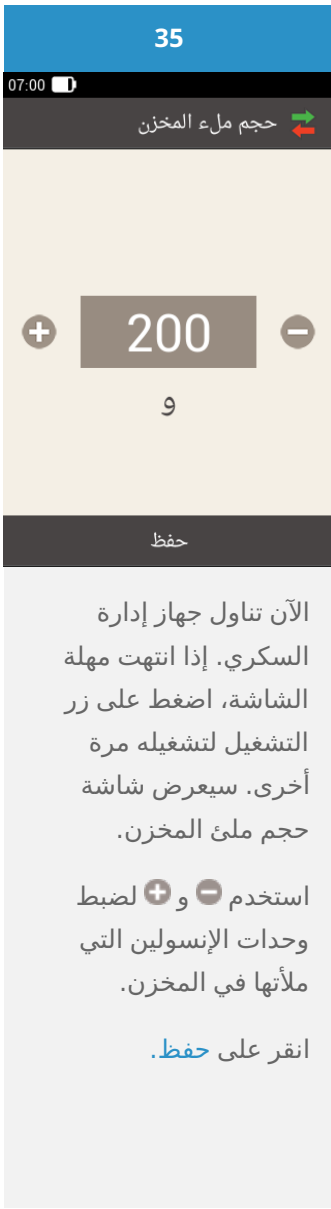 35
07:00
حجم ملء المخزن
200
و
حفظ
الآن تناول جهاز إدارة
السكري. إذا انتهت مهلة
الشاشة، اضغط على زر
التشغيل لتشغيله مرة
أخرى. سيعرض شاشة
حجم ملئ المخزن.
استخدم − و + لضبط
وحدات الإنسولين التي
ملأتها في المخزن.
انقر على حفظ.